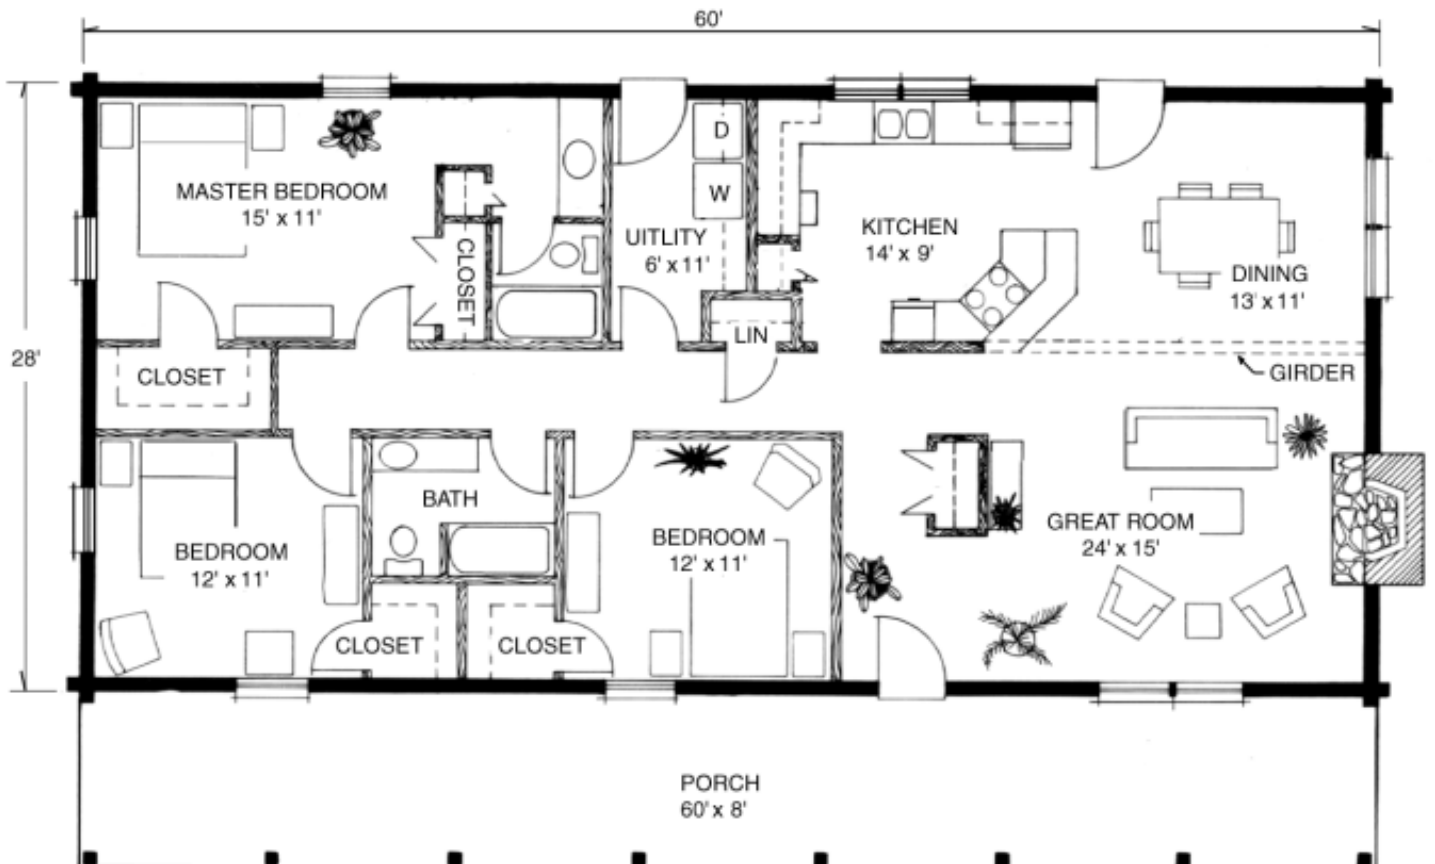 60'
D
W
MASTER BEDROOM
15' x 11'
UITLITY
6' x 11'
KITCHEN
14' x 9'
CLOSET
DINING
13' x 11'
LIN
28'
CLOSET
GIRDER
BATH
BEDROOM
12' x 11'
BEDROOM
12' x 11'
GREAT ROOM
24' x 15'
CLOSET
CLOSET
PORCH
60' x 8'